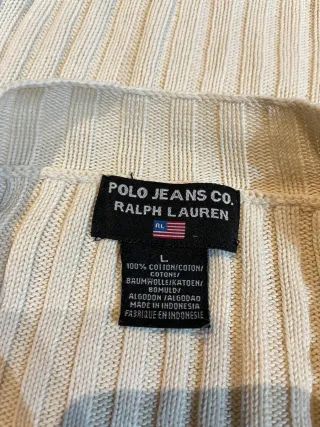 POLO JEANS CO.
RALPH LAUREN
RL
L
100% COTTON/COTON/
COTONE/
BAUMWOLLE/KATOEN/
BOMULD/
ALGODON/ALGODAO
MADE IN INDONESIA
FABRIQUE EN INDONESIE